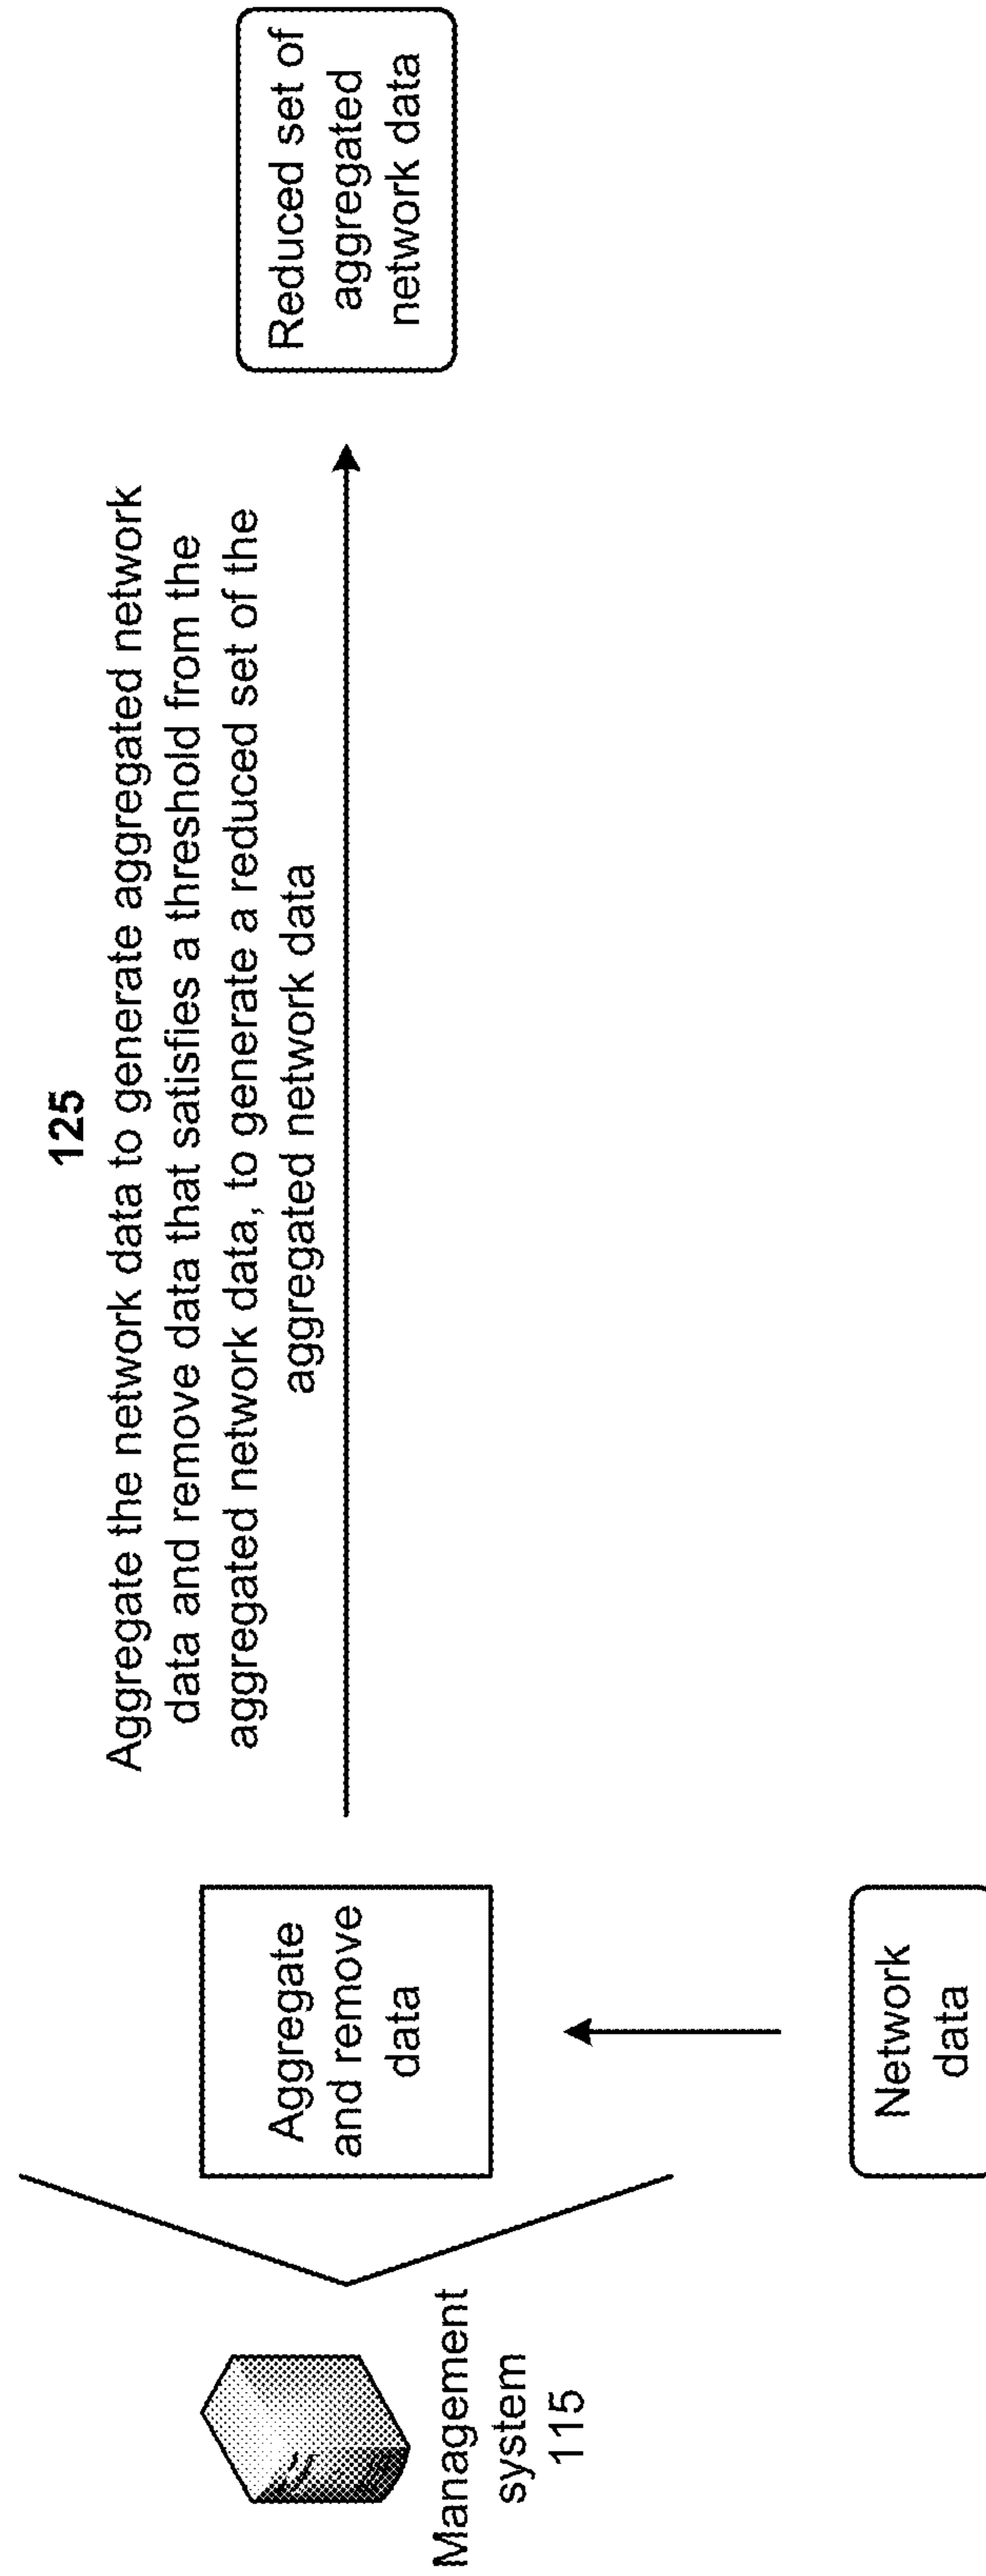 125
Aggregate the network data to generate aggregated network
data and remove data that satisfies a threshold from the
aggregated network data, to generate a reduced set of the
aggregated network data
Reduced set of
aggregated
network data
Aggregate
and remove
data
Management
system
115
Network
data